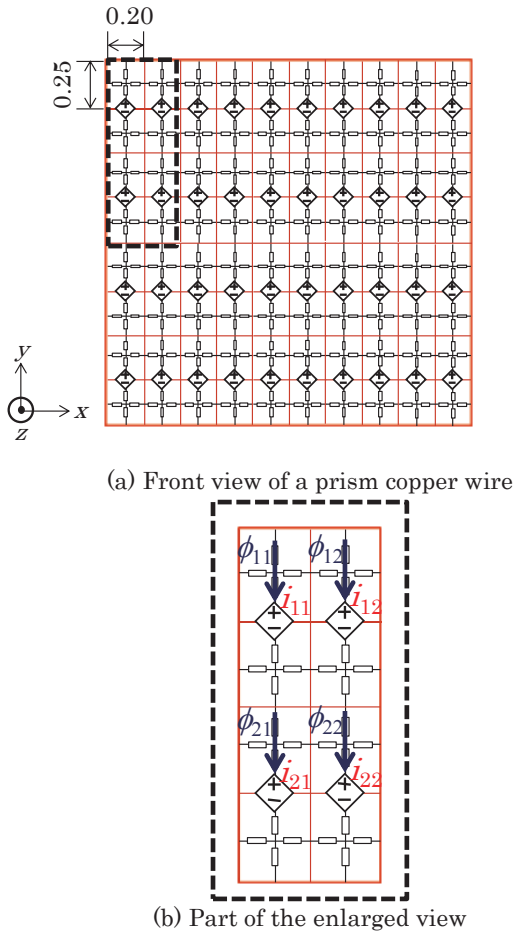 0.20
0.25
y
x
z
(a) Front view of a prism copper wire
ϕ11 ϕ12
i11 i12
ϕ21 ϕ22
i21 i22
(b) Part of the enlarged view